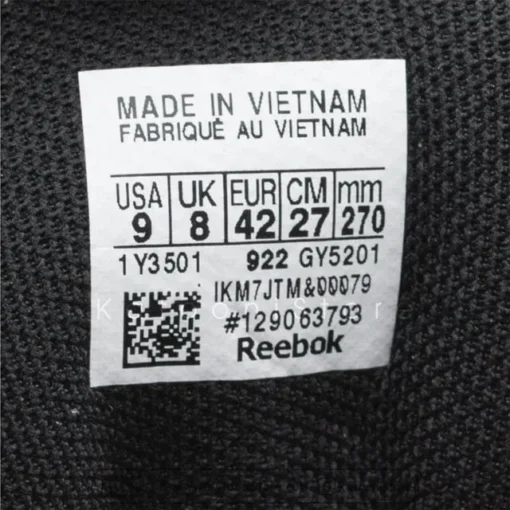 MADE IN VIETNAM
FABRIQUÉ AU VIETNAM
USA UK EUR CM mm
9 8 42 27 270
1Y3501 922 GY5201
IKM7JTM&00079
#129063793
Reebok